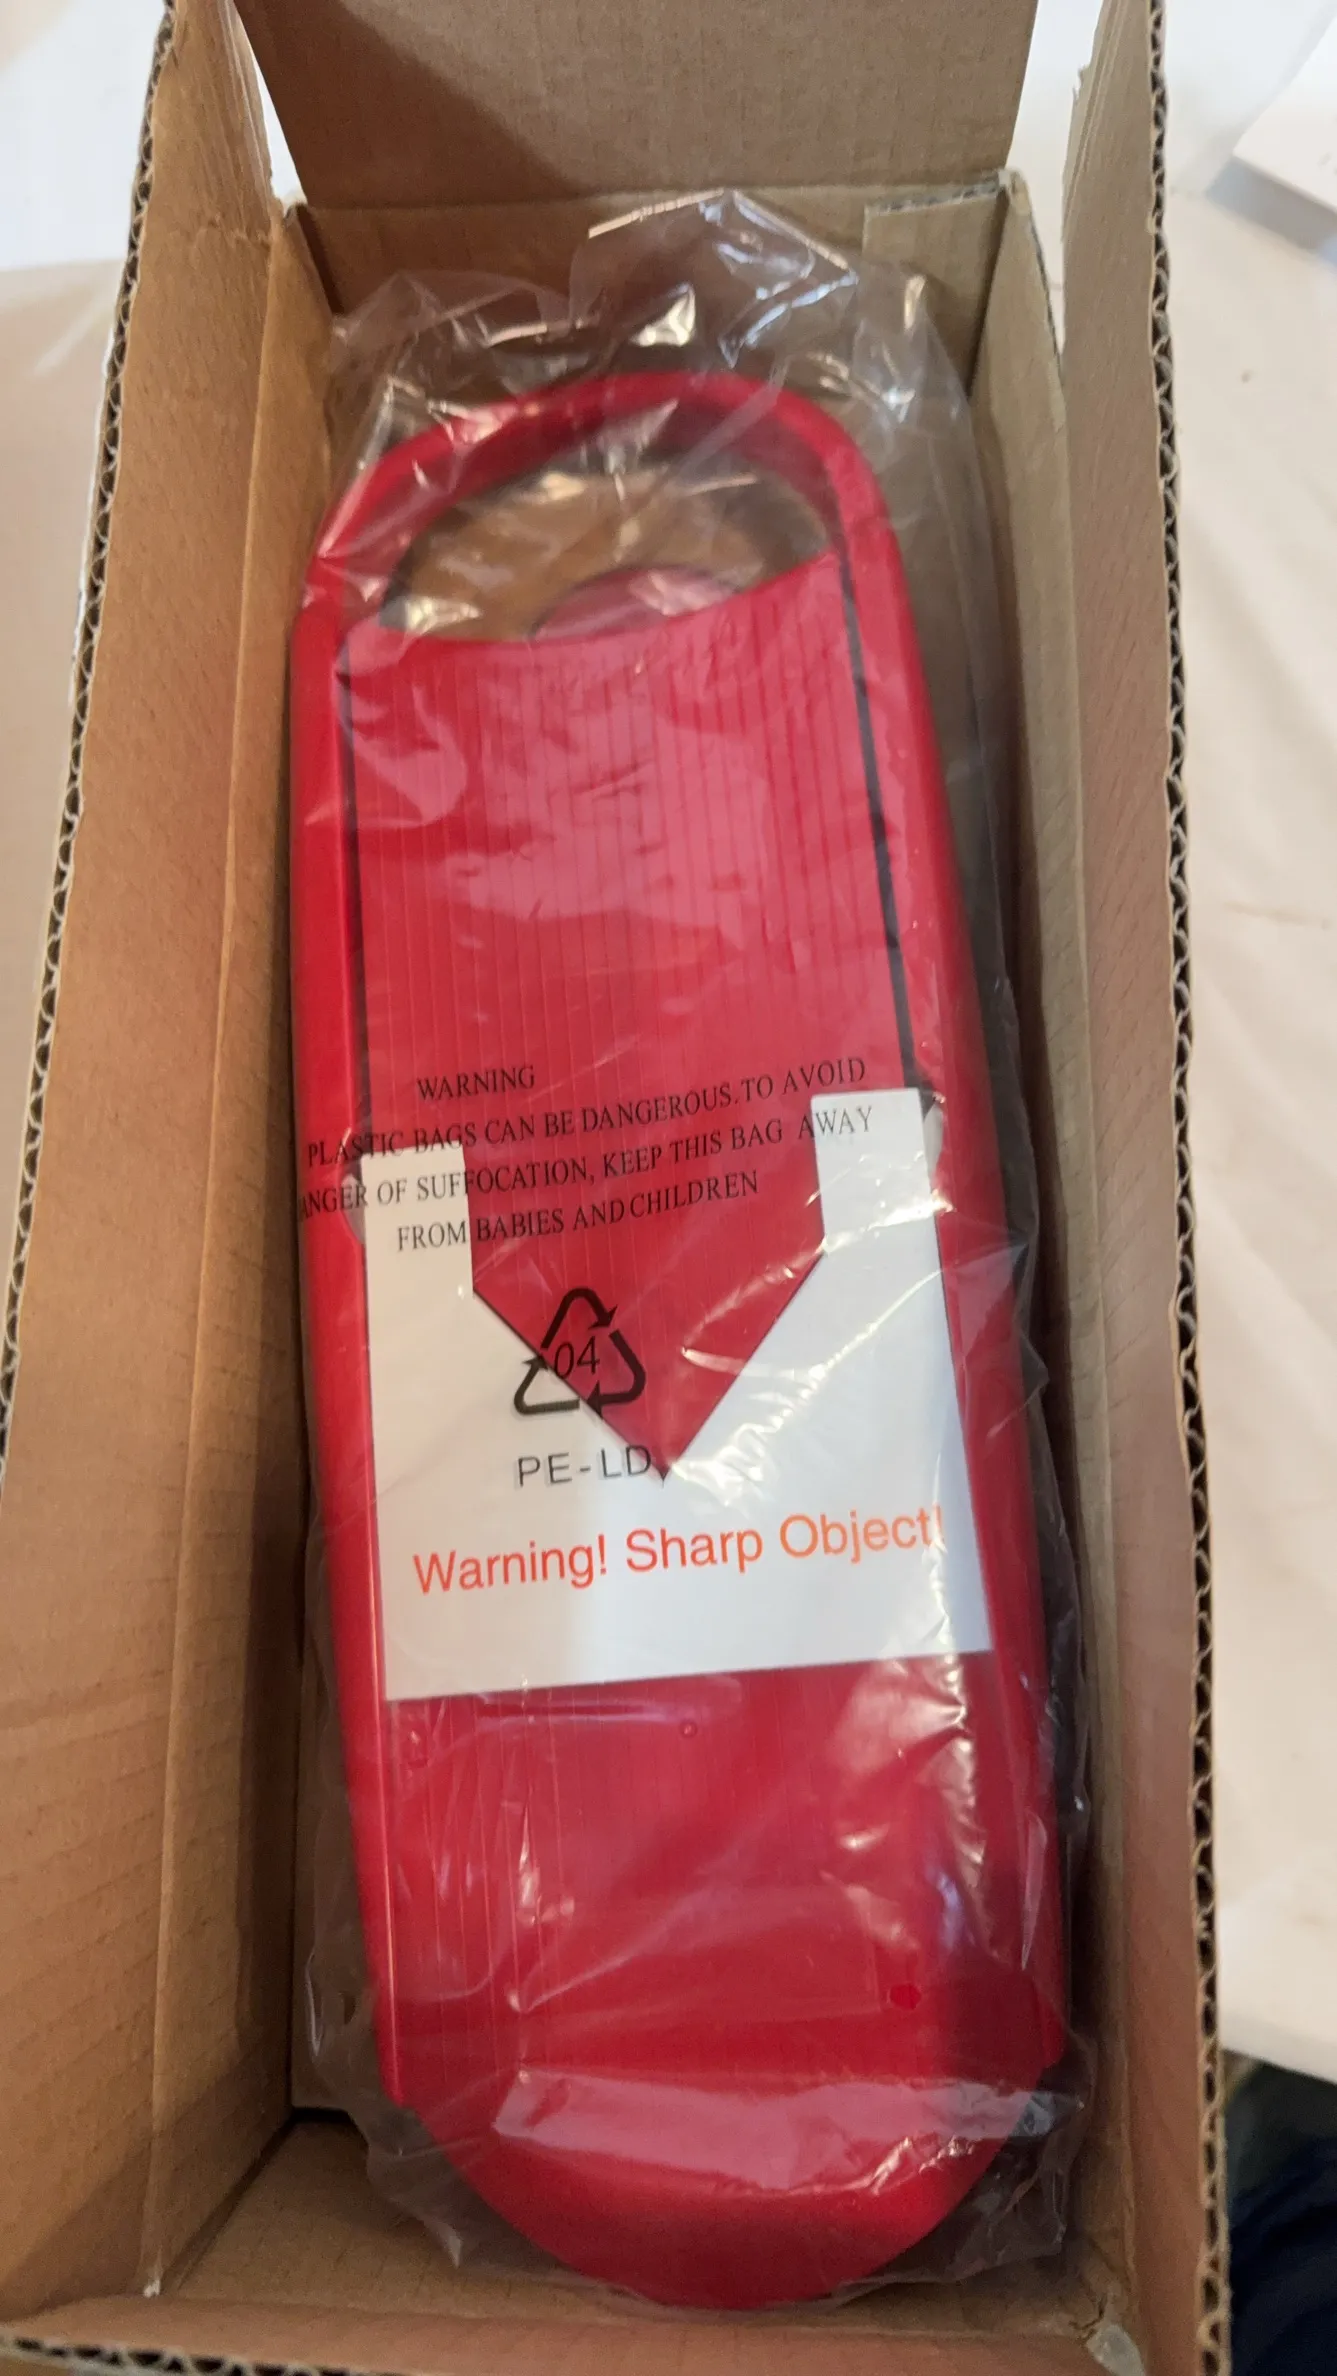 WARNING
PLASTIC BAGS CAN BE DANGEROUS.TO AVOID
ANGER OF SUFFOCATION, KEEP THIS BAG AWAY
FROM BABIES AND CHILDREN
04
PE-LD
Warning! Sharp Object!